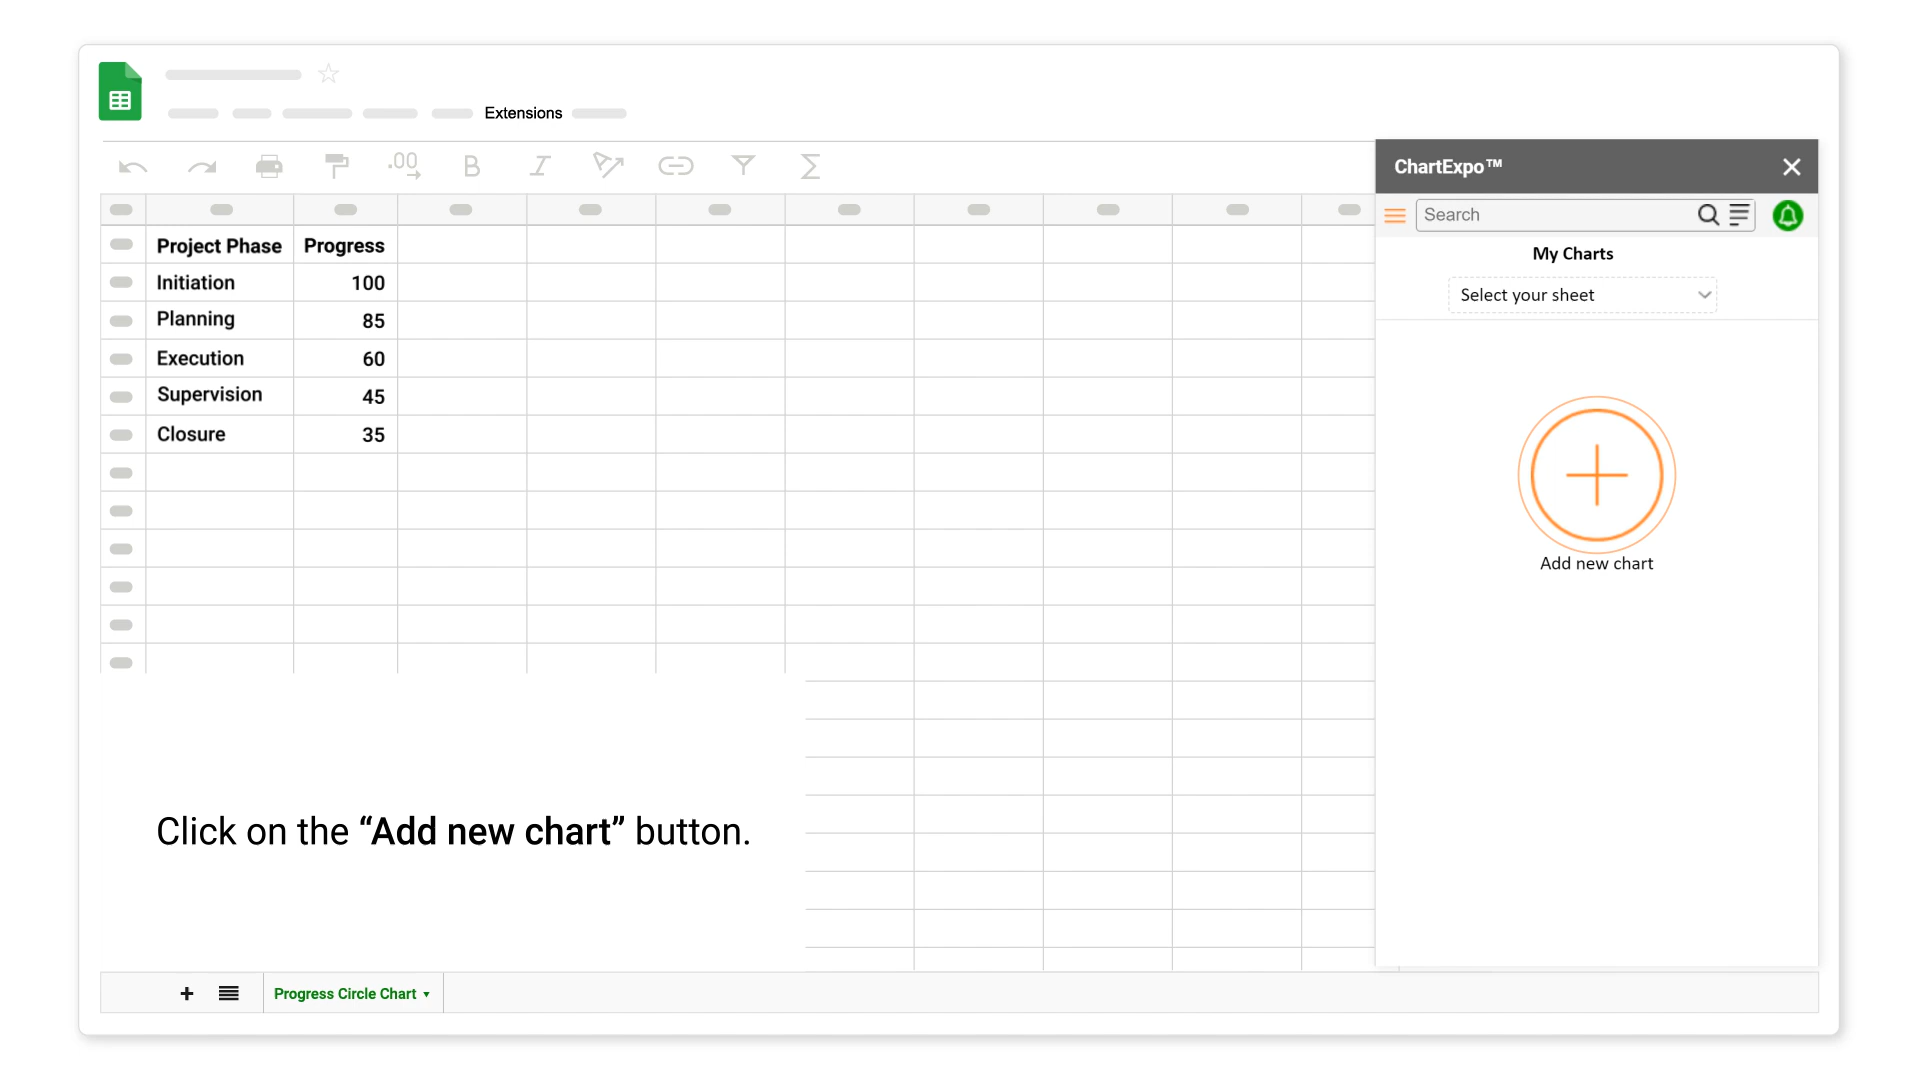 Extensions
.00
B
ChartExpo™
Search
My Charts
Select your sheet
Project Phase Progress
Initiation 100
Planning 85
Execution 60
Supervision 45
Closure 35
Add new chart
Click on the “Add new chart” button.
Progress Circle Chart